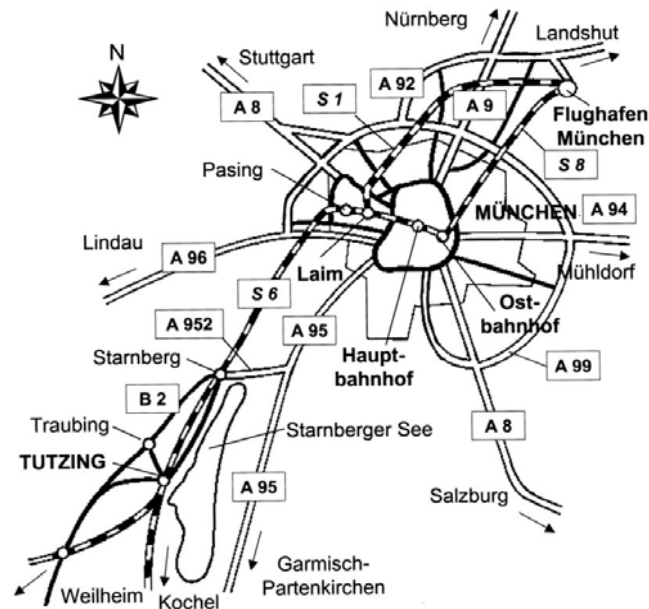 Nürnberg
Landshut
N
Stuttgart
A 92
A 8
S 1
A 9
Flughafen
München
S 8
Pasing
MÜNCHEN
A 94
Lindau
A 96
Laim
Mühldorf
S 6
Ost-
bahnhof
A 952
A 95
Haupt-
bahnhof
A 99
Starnberg
B 2
Traubing
Starnberger See
A 8
TUTZING
A 95
Salzburg
Garmisch-
Partenkirchen
Weilheim
Kochel